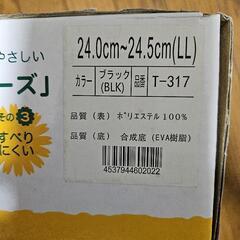 やさしい
ーズ」
その3
すべり
にくい
24.0cm~24.5cm(LL)
カラー ブラック(BLK) 品番 T-317
品質 (表) ポリエステル100%
品質 (底) 合成底 (EVA樹脂)
4537944602022